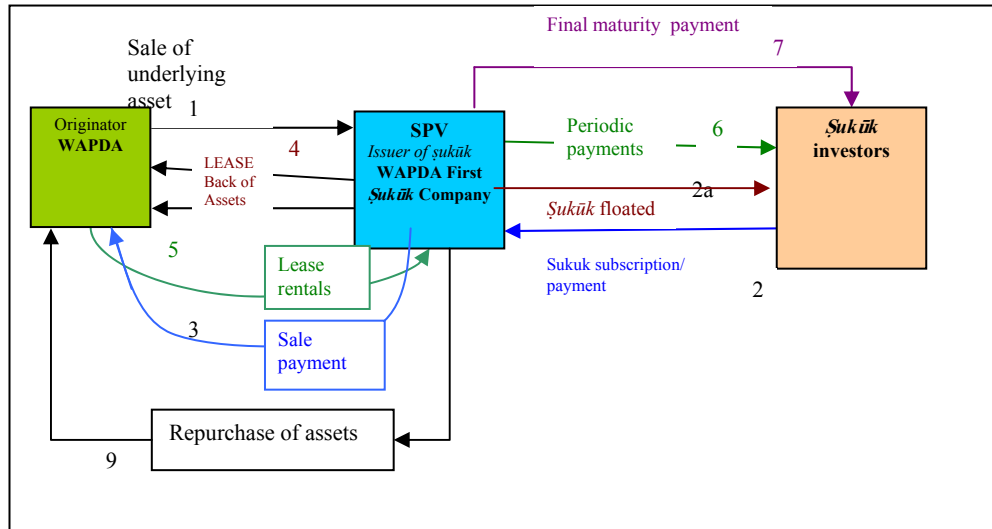 Final maturity  payment
7
Sale of
underlying
asset
1
Originator
WAPDA
4
LEASE
Back of
Assets
SPV
Issuer of ṣukūk
WAPDA First
Ṣukūk Company
Periodic
payments
6
Ṣukūk
investors
2a
Ṣukūk floated
Sukuk subscription/
payment
2
5
Lease
rentals
3
Sale
payment
Repurchase of assets
9